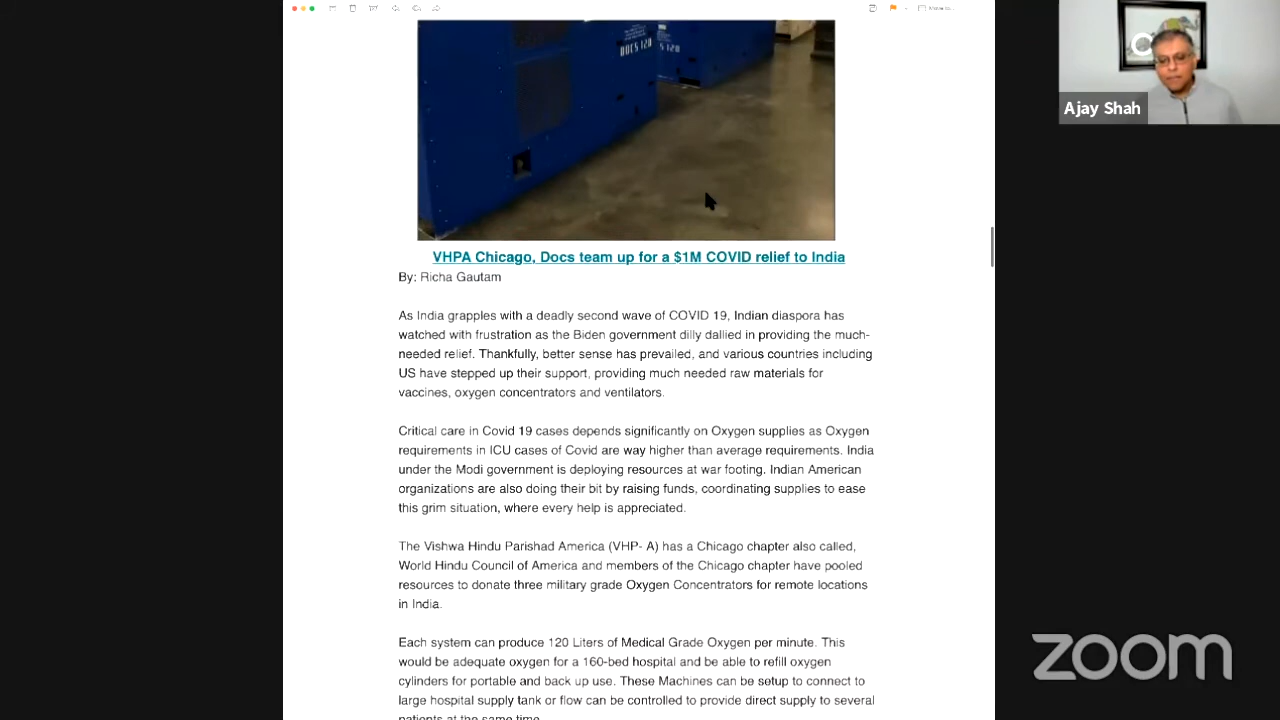 DOCS 120
S 120
VHPA Chicago, Docs team up for a $1M COVID relief to India
By: Richa Gautam
As India grapples with a deadly second wave of COVID 19, Indian diaspora has
watched with frustration as the Biden government dilly dallied in providing the much-
needed relief. Thankfully, better sense has prevailed, and various countries including
US have stepped up their support, providing much needed raw materials for
vaccines, oxygen concentrators and ventilators.
Critical care in Covid 19 cases depends significantly on Oxygen supplies as Oxygen
requirements in ICU cases of Covid are way higher than average requirements. India
under the Modi government is deploying resources at war footing. Indian American
organizations are also doing their bit by raising funds, coordinating supplies to ease
this grim situation, where every help is appreciated.
The Vishwa Hindu Parishad America (VHP- A) has a Chicago chapter also called,
World Hindu Council of America and members of the Chicago chapter have pooled
resources to donate three military grade Oxygen Concentrators for remote locations
in India.
Each system can produce 120 Liters of Medical Grade Oxygen per minute. This
would be adequate oxygen for a 160-bed hospital and be able to refill oxygen
cylinders for portable and back up use. These Machines can be setup to connect to
large hospital supply tank or flow can be controlled to provide direct supply to several
patients at the same time.
Ajay Shah
zoom